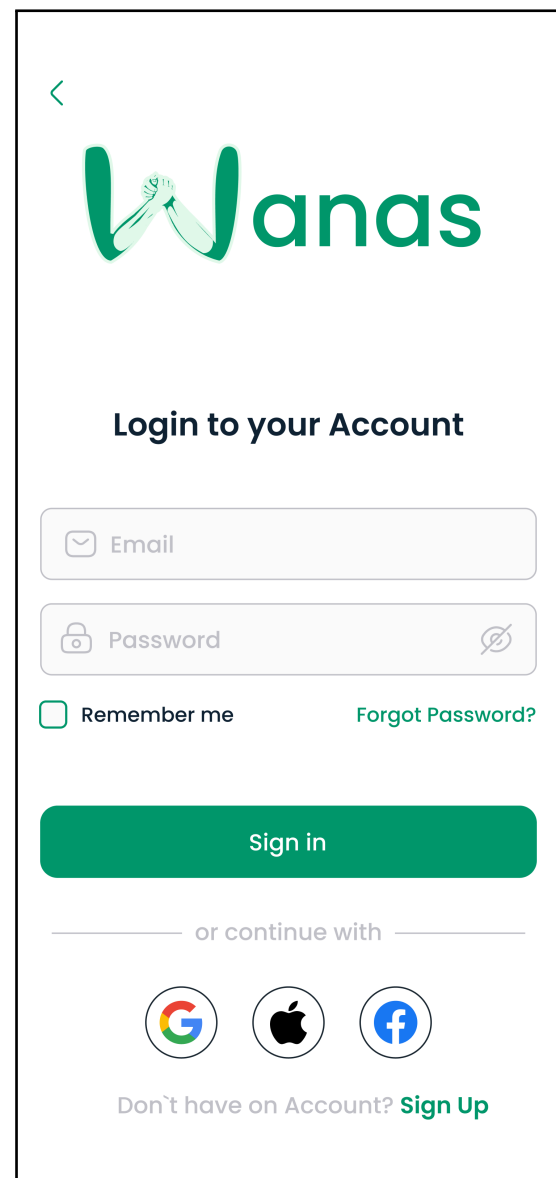 Wanas
Login to your Account
Email
Password
Remember me Forgot Password?
Sign in
or continue with
Don`t have on Account? Sign Up